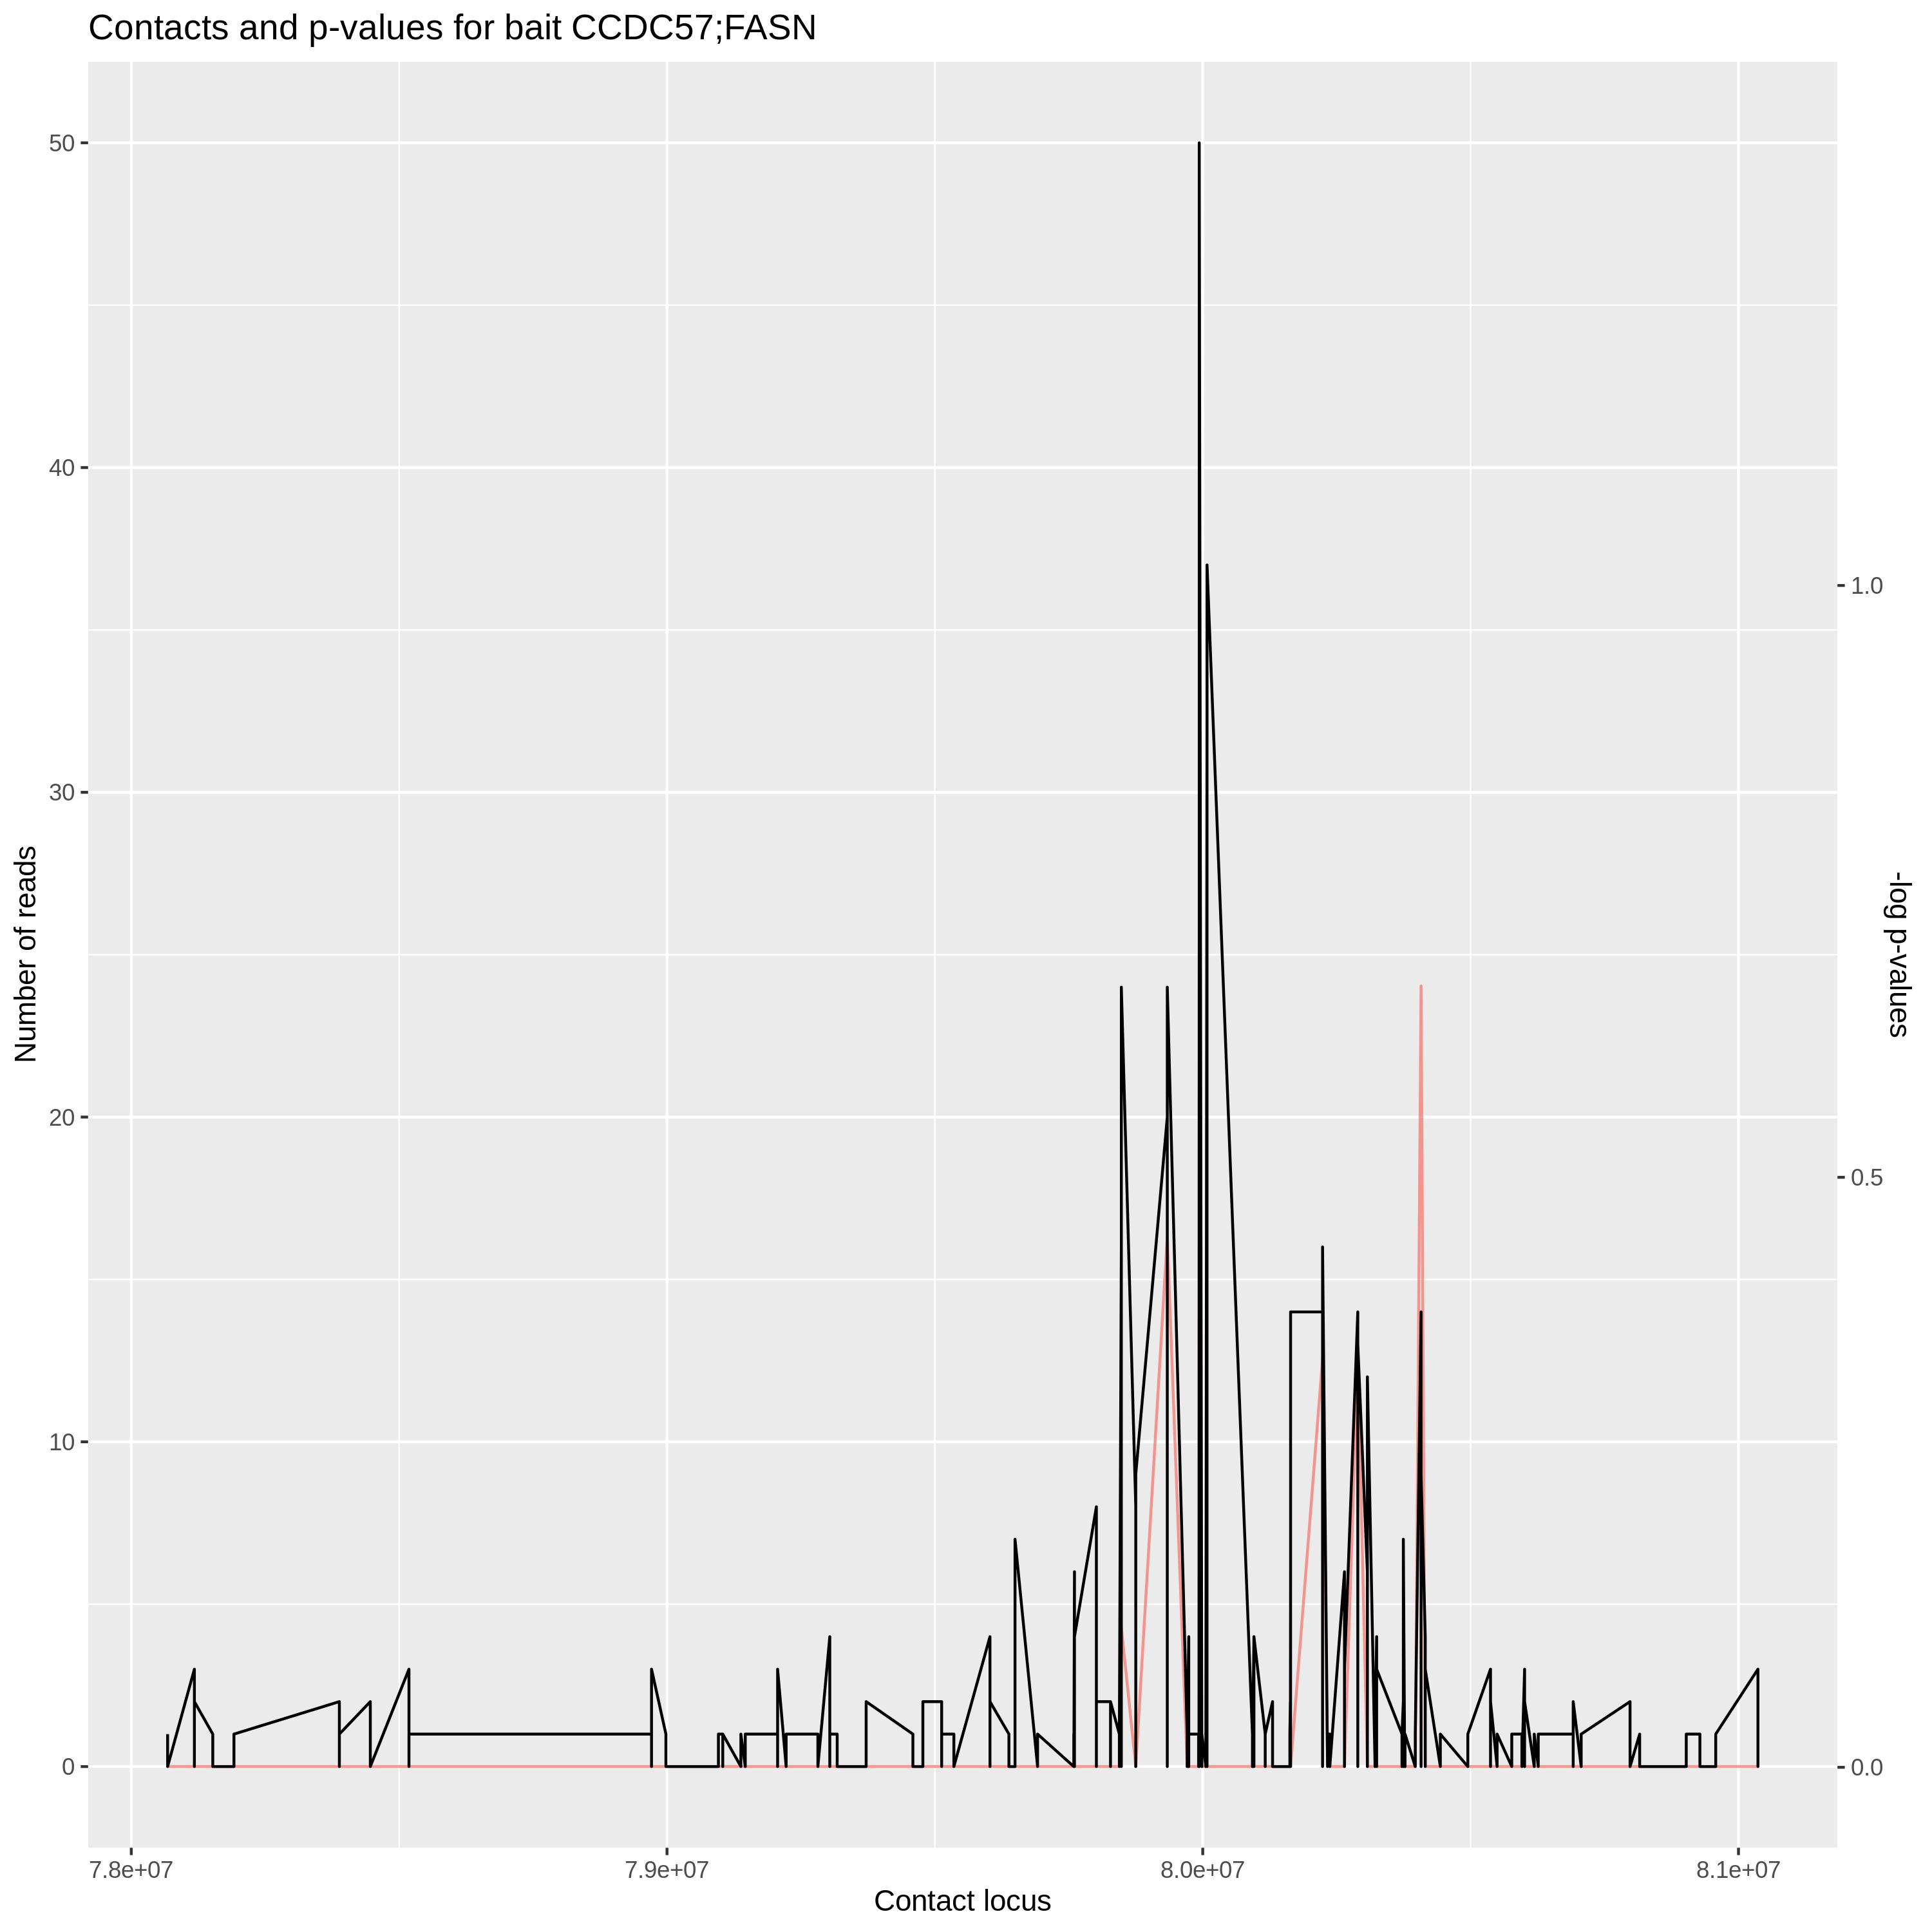 Contacts and p-values for bait CCDC57;FASN
50
40
30
20
10
0
Number of reads
1.0
0.5
0.0
-log p-values
7.8e+07 7.9e+07 8.0e+07 8.1e+07
Contact locus